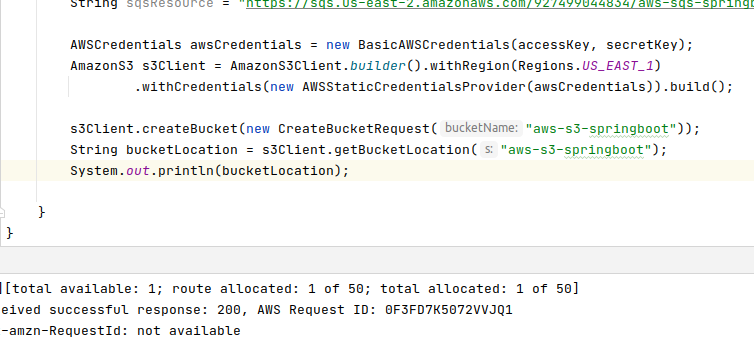 String sqsResource = "https://sqs.us-east-2.amazonaws.com/927499044834/aws-sqs-springb
AWSCredentials awsCredentials = new BasicAWSCredentials(accessKey, secretKey);
AmazonS3 s3Client = AmazonS3Client.builder().withRegion(Regions.US_EAST_1)
.withCredentials(new AWSStaticCredentialsProvider(awsCredentials)).build();
s3Client.createBucket(new CreateBucketRequest( bucketName: "aws-s3-springboot"));
String bucketLocation = s3Client.getBucketLocation( s: "aws-s3-springboot");
System.out.println(bucketLocation);
}
}
][total available: 1; route allocated: 1 of 50; total allocated: 1 of 50]
eived successful response: 200, AWS Request ID: 0F3FD7K5072VVJQ1
-amzn-RequestId: not available